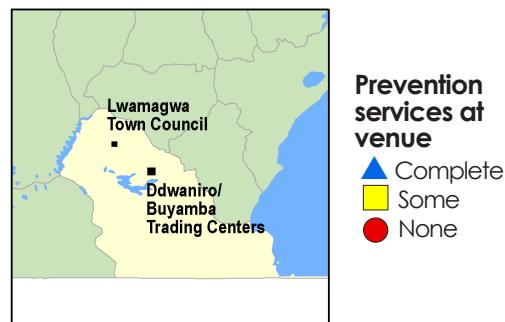 Lwamagwa
Town Council
Ddwaniro/
Buyamba
Trading Centers
Prevention
services at
venue
Complete
Some
None